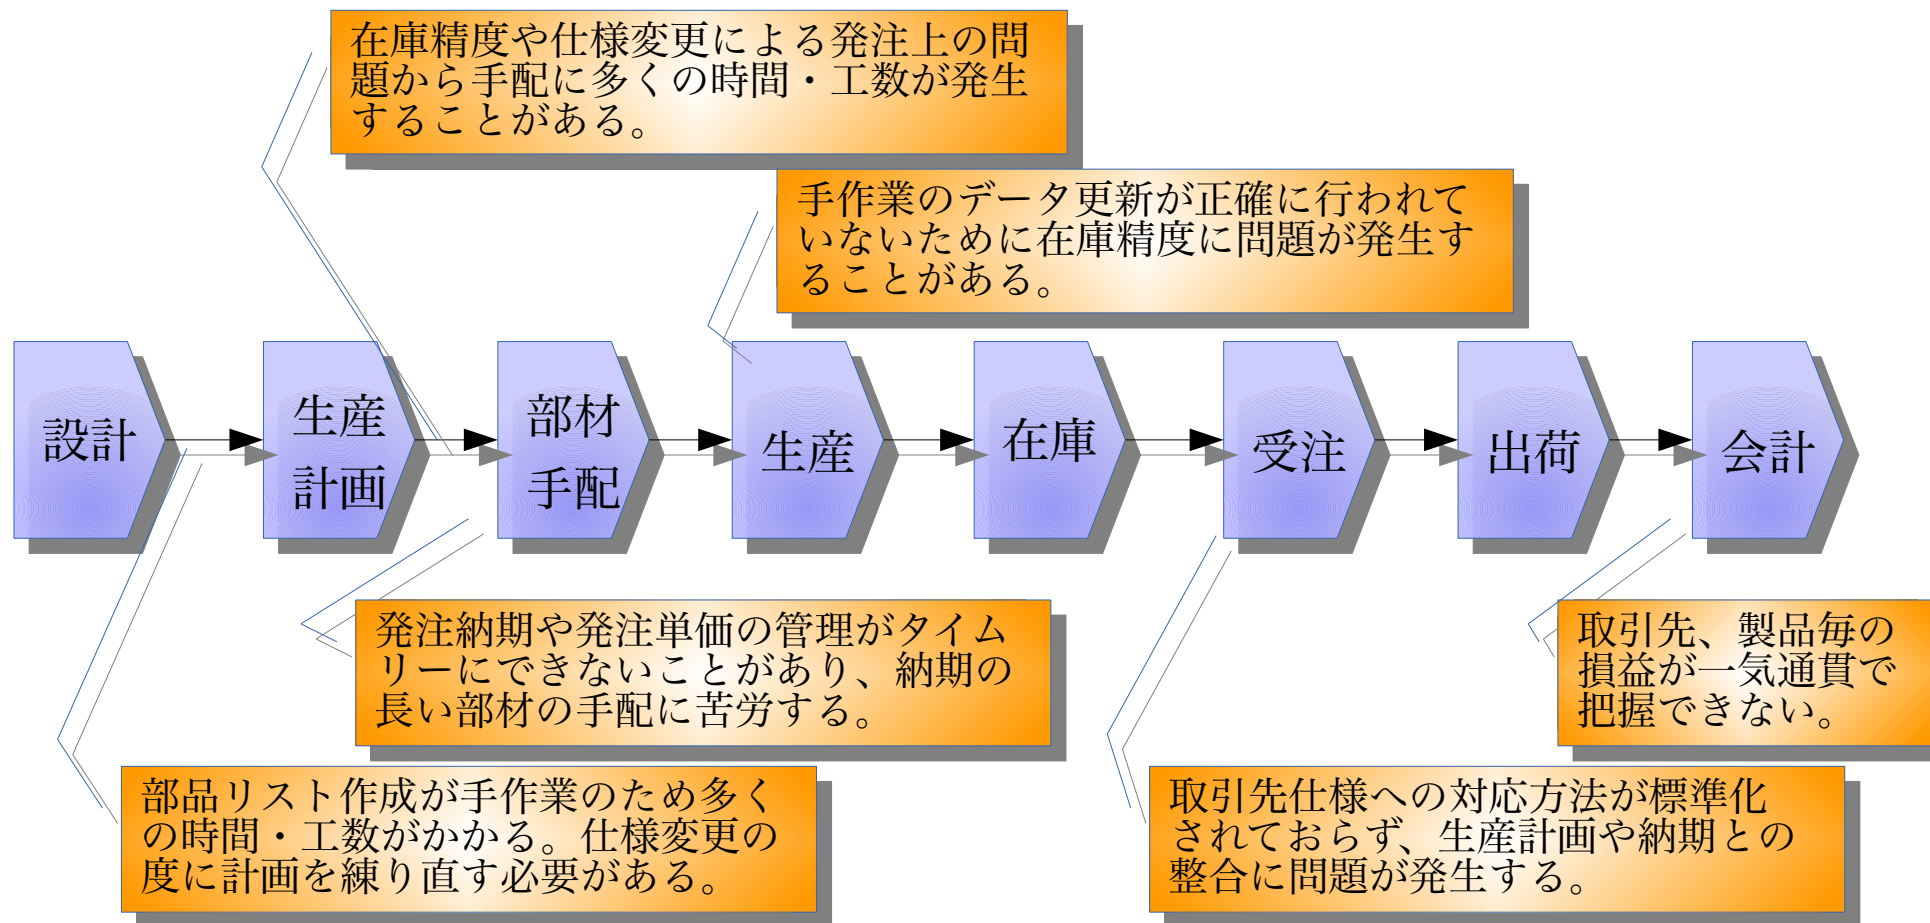 在庫精度や仕様変更による発注上の問
題から手配に多くの時間・工数が発生
することがある。
手作業のデータ更新が正確に行われて
いないために在庫精度に問題が発生す
ることがある。
設計
生産
計画
部材
手配
生産
在庫
受注
出荷
会計
発注納期や発注単価の管理がタイム
リーにできないことがあり、納期の
長い部材の手配に苦労する。
取引先、製品毎の
損益が一気通貫で
把握できない。
部品リスト作成が手作業のため多く
の時間・工数がかかる。仕様変更の
度に計画を練り直す必要がある。
取引先仕様への対応方法が標準化
されておらず、生産計画や納期との
整合に問題が発生する。